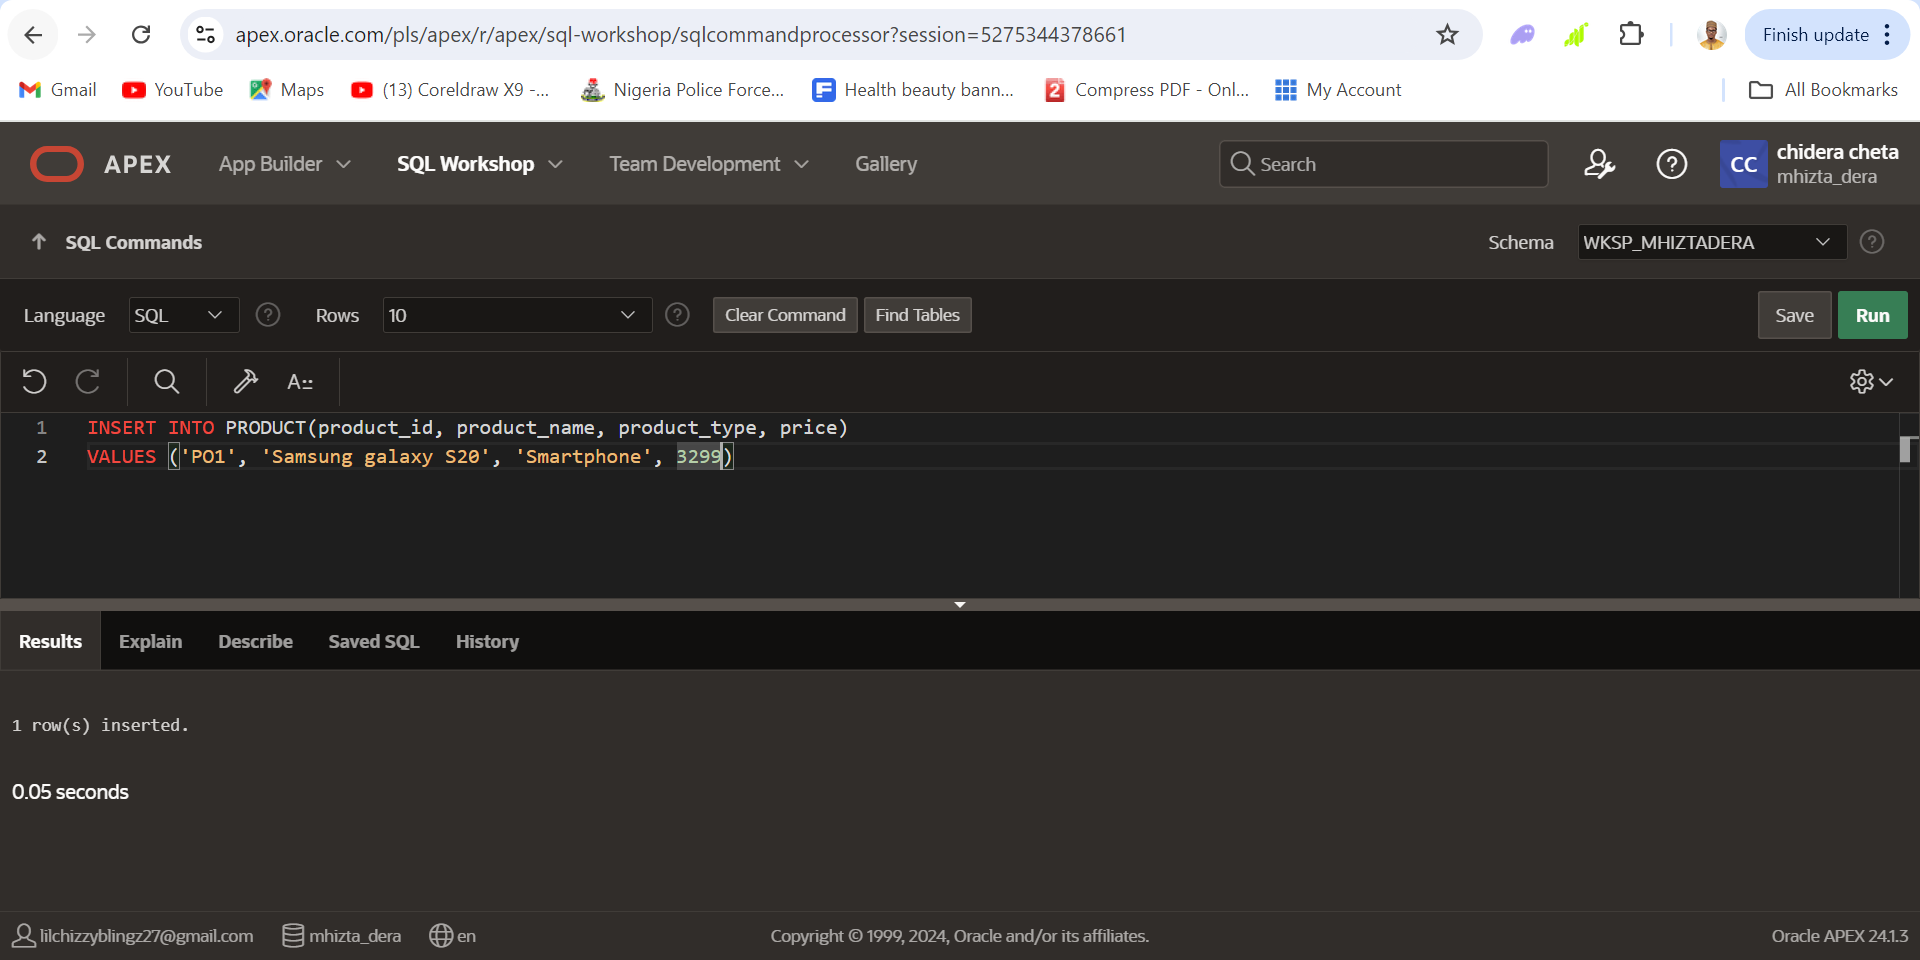 apex.oracle.com/pls/apex/r/apex/sql-workshop/sqlcommandprocessor?session=5275344378661
Finish update
Gmail YouTube Maps (13) Coreldraw X9 -... Nigeria Police Force... Health beauty bann... Compress PDF - Onl... My Account All Bookmarks
APEX App Builder SQL Workshop Team Development Gallery Search CC chidera cheta
mhizta_dera
SQL Commands Schema WKSP_MHIZTADERA
Language SQL Rows 10 Clear Command Find Tables Save Run
A::
1 INSERT INTO PRODUCT(product_id, product_name, product_type, price)
2 VALUES ('PO1', 'Samsung galaxy S20', 'Smartphone', 3299)
Results Explain Describe Saved SQL History
1 row(s) inserted.
0.05 seconds
lilchizzyblingz27@gmail.com mhizta_dera en Copyright © 1999, 2024, Oracle and/or its affiliates. Oracle APEX 24.1.3